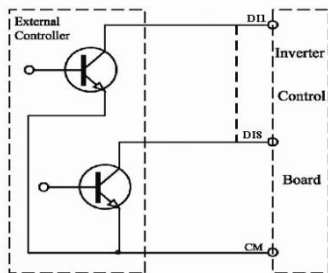 External
Controller
DI1
Inverter
Control
DI8
Board
CM